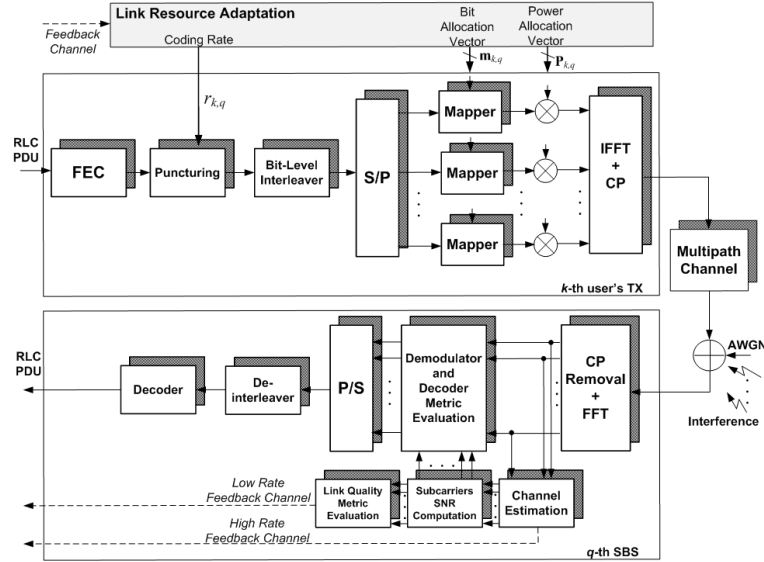 Link Resource Adaptation
Feedback
Channel
Coding Rate
Bit
Allocation
Vector
Power
Allocation
Vector
m k,q
P k,q
r k,q
RLC
PDU
FEC
Puncturing
Bit-Level
Interleaver
S/P
Mapper
Mapper
Mapper
IFFT
+
CP
k-th user's TX
Multipath
Channel
AWGN
Interference
RLC
PDU
Decoder
De-
interleaver
P/S
Demodulator
and
Decoder
Metric
Evaluation
CP
Removal
+
FFT
Low Rate
Feedback Channel
High Rate
Feedback Channel
Link Quality
Metric
Evaluation
Subcarriers
SNR
Computation
Channel
Estimation
q-th SBS